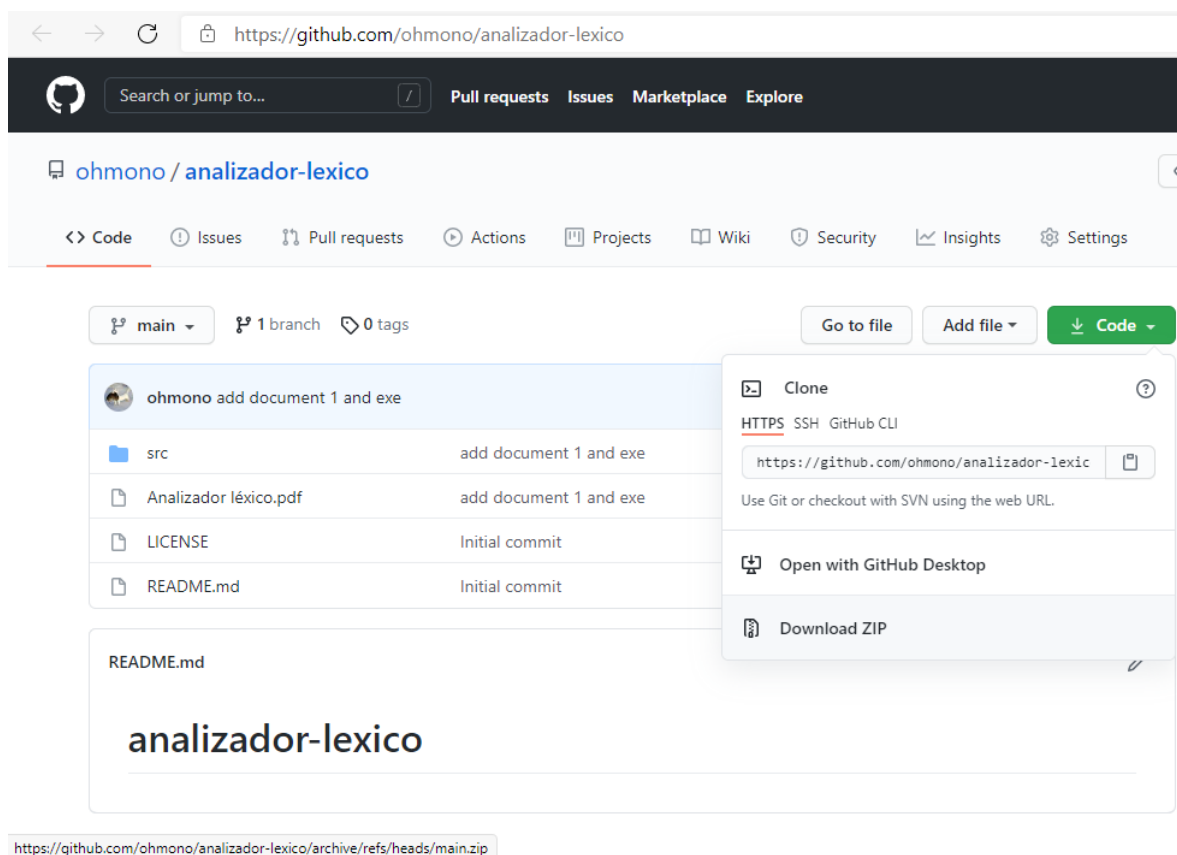 https://github.com/ohmono/analizador-lexico
Search or jump to... / Pull requests Issues Marketplace Explore
ohmono / analizador-lexico
<> Code Issues Pull requests Actions Projects Wiki Security Insights Settings
main 1 branch 0 tags Go to file Add file Code
ohmono add document 1 and exe
Clone
HTTPS SSH GitHub CLI
src add document 1 and exe
https://github.com/ohmono/analizador-lexic
Analizador léxico.pdf add document 1 and exe
Use Git or checkout with SVN using the web URL.
LICENSE Initial commit
Open with GitHub Desktop
README.md Initial commit
Download ZIP
README.md
analizador-lexico
https://github.com/ohmono/analizador-lexico/archive/refs/heads/main.zip